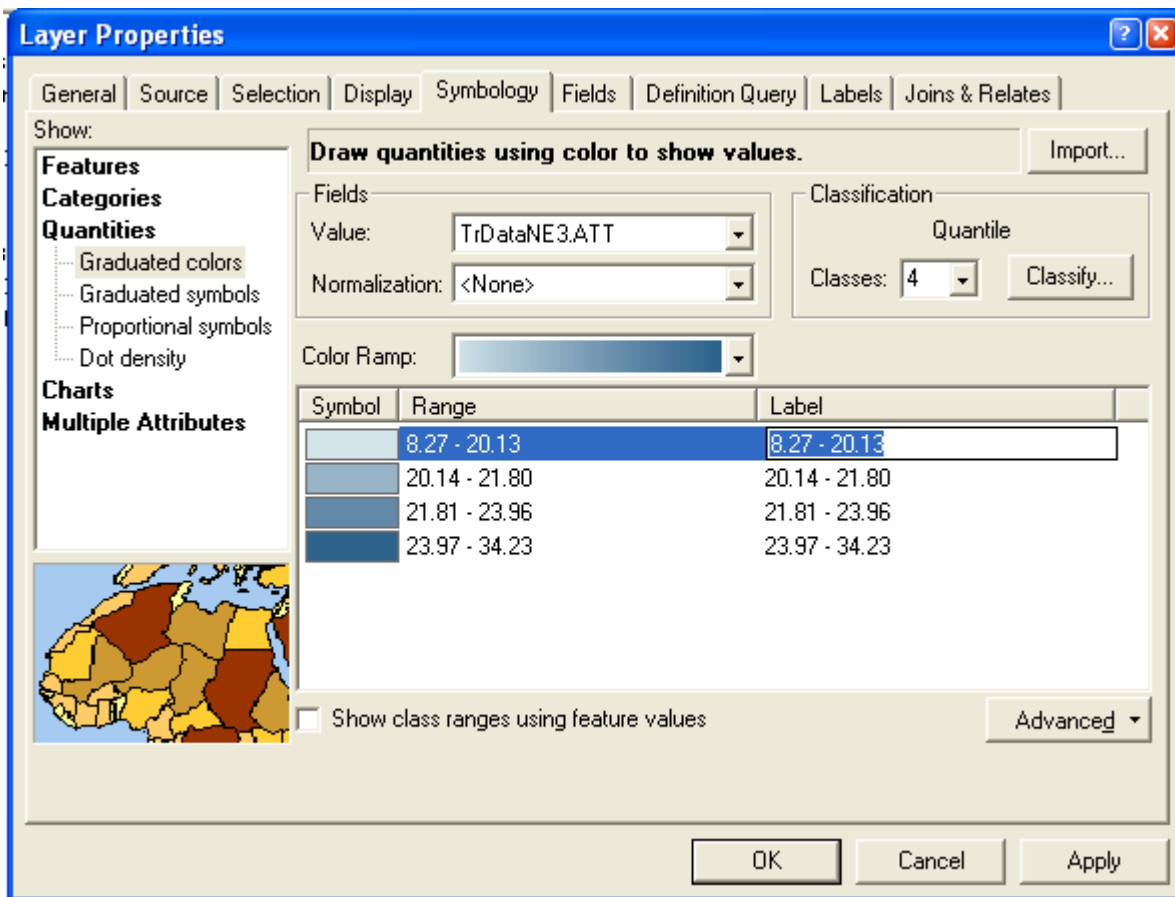 Layer Properties
General Source Selection Display Symbology Fields Definition Query Labels Joins & Relates
Show:
Features
Categories
Quantities
Graduated colors
Graduated symbols
Proportional symbols
Dot density
Charts
Multiple Attributes
Draw quantities using color to show values.
Import...
Fields
Value: TrDataNE3.ATT
Normalization: <None>
Classification
Quantile
Classes: 4 Classify...
Color Ramp:
Symbol Range Label
8.27 - 20.13 8.27 - 20.13
20.14 - 21.80 20.14 - 21.80
21.81 - 23.96 21.81 - 23.96
23.97 - 34.23 23.97 - 34.23
Show class ranges using feature values
Advanced
OK Cancel Apply